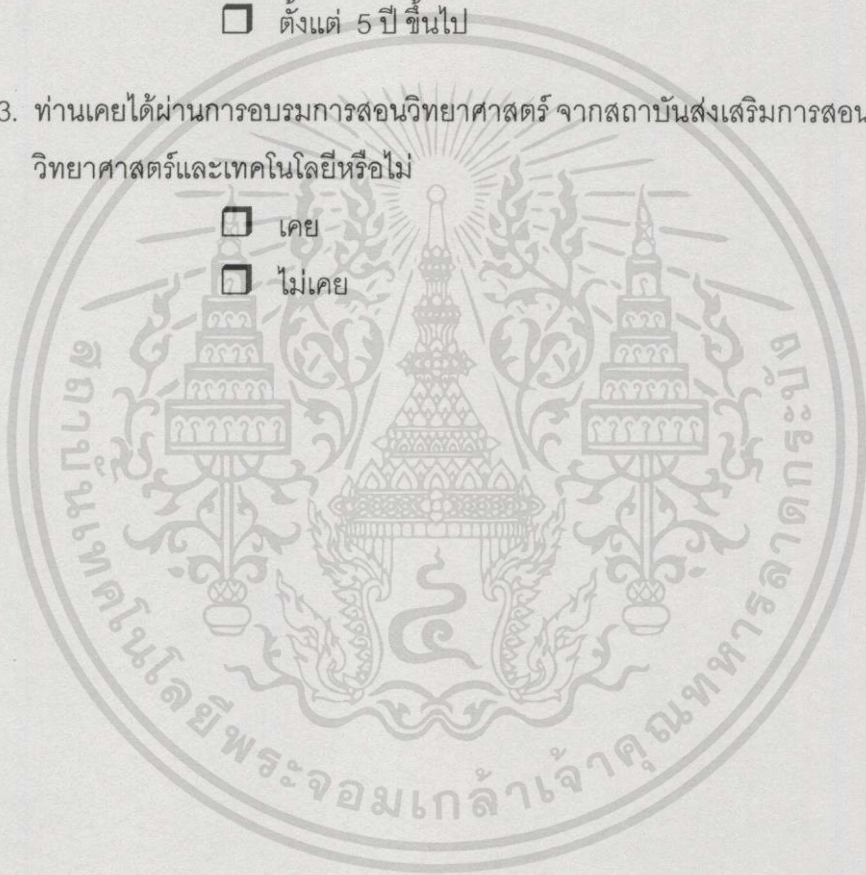 ☐ ตั้งแต่ 5 ปี ขึ้นไป
3. ท่านเคยได้ผ่านการอบรมการสอนวิทยาศาสตร์ จากสถาบันส่งเสริมการสอน
วิทยาศาสตร์และเทคโนโลยีหรือไม่
☐ เคย
☐ ไม่เคย
สถาบันเทคโนโลยีพระจอมเกล้าเจ้าคุณทหารลาดกระบัง
๔